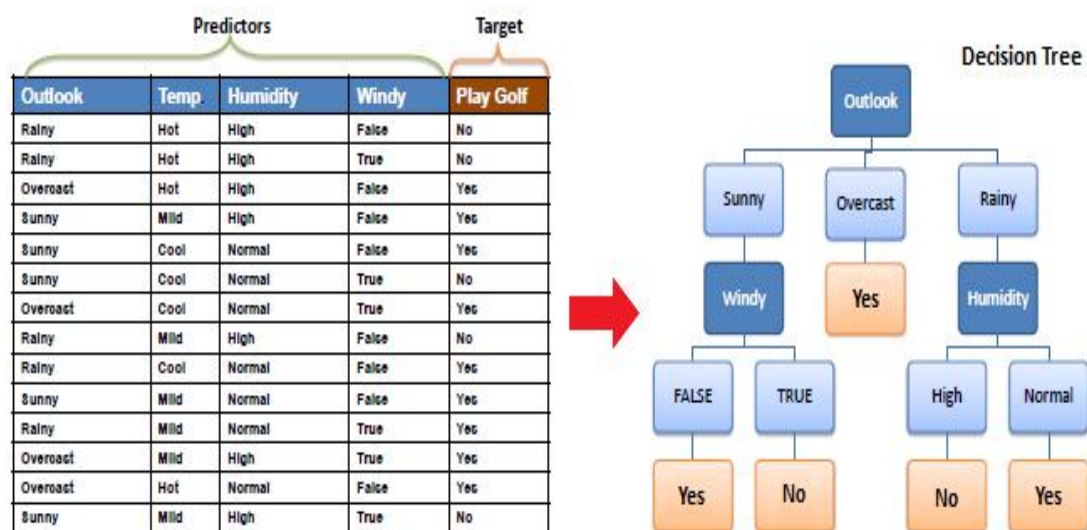 Predictors Target
Outlook Temp. Humidity Windy Play Golf
Rainy Hot High False No
Rainy Hot High True No
Overoast Hot High False Yes
Sunny Mild High False Yes
Sunny Cool Normal False Yes
Sunny Cool Normal True No
Overoast Cool Normal True Yes
Rainy Mild High False No
Rainy Cool Normal False Yes
Sunny Mild Normal False Yes
Rainy Mild Normal True Yes
Overoast Mild High True Yes
Overoast Hot Normal False Yes
Sunny Mild High True No
Decision Tree
Outlook
Sunny Overcast Rainy
Windy Yes Humidity
FALSE TRUE High Normal
Yes No No Yes